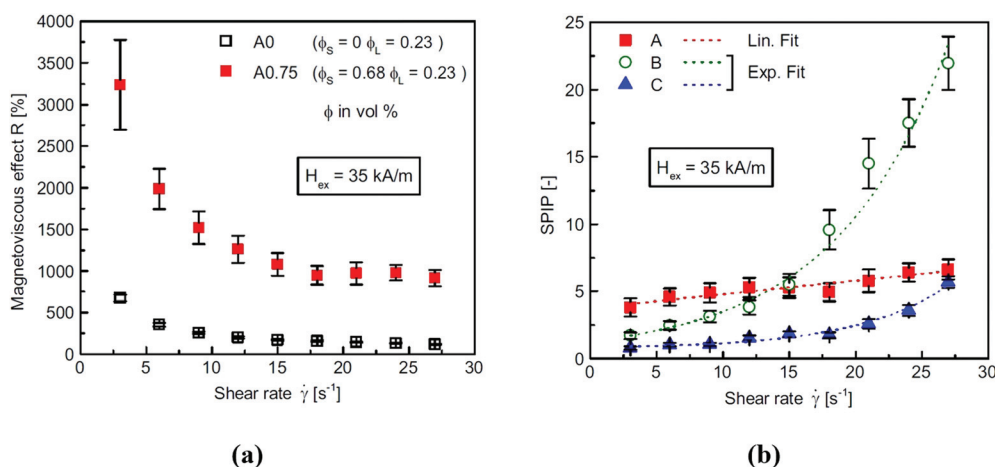 4000
3500
3000
2500
2000
1500
1000
500
0
Magnetoviscous effect R [%]
A0 (ϕS = 0 ϕL = 0.23 )
A0.75 (ϕS = 0.68 ϕL = 0.23 )
ϕ in vol %
Hex = 35 kA/m
0 5 10 15 20 25 30
Shear rate γ̇ [s-1]
(a)
25
20
15
10
5
0
SPIP [-]
A Lin. Fit
B
C
Exp. Fit
Hex = 35 kA/m
0 5 10 15 20 25 30
Shear rate γ̇ [s-1]
(b)